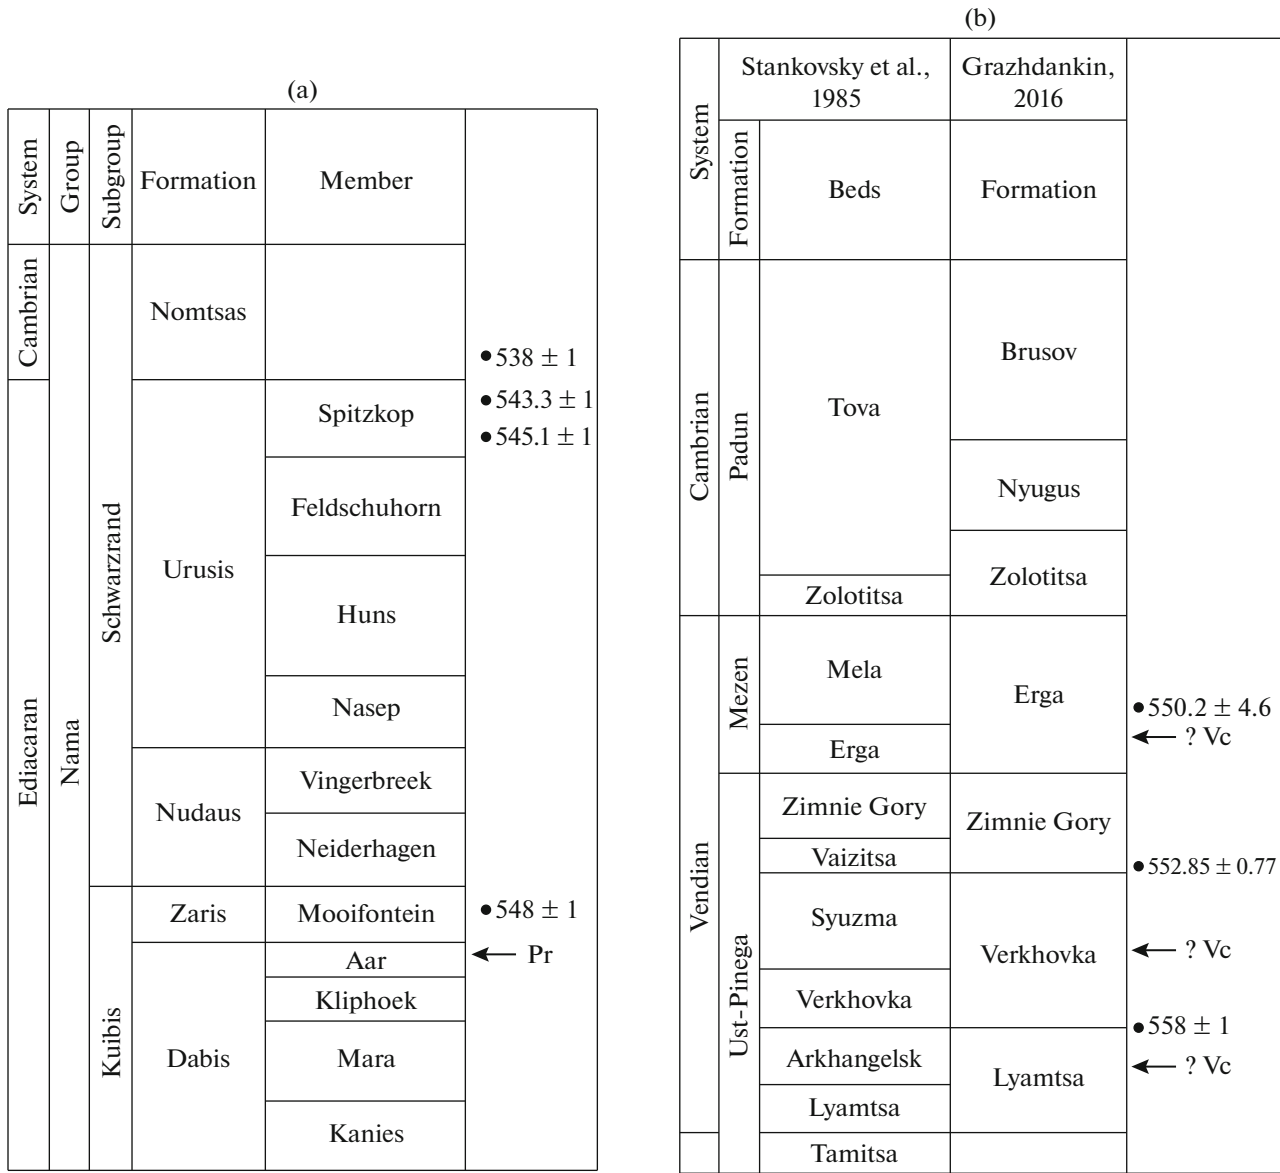 (a)
System
Group
Subgroup
Formation
Member
Cambrian
Ediacaran
Nama
Schwarzrand
Kuibis
Nomtsas
538 ± 1
Urusis
Spitzkop
543.3 ± 1
545.1 ± 1
Feldschuhorn
Huns
Nasep
Nudaus
Vingerbreek
Neiderhagen
Zaris
Mooifontein
548 ± 1
Dabis
Aar
Pr
Kliphoek
Mara
Kanies
(b)
System
Stankovsky et al.,
1985
Grazhdankin,
2016
Formation
Beds
Formation
Cambrian
Padun
Tova
Zolotitsa
Brusov
Nyugus
Zolotitsa
Vendian
Mezen
Mela
Erga
Erga
550.2 ± 4.6
? Vc
Ust-Pinega
Zimnie Gory
Vaizitsa
Zimnie Gory
552.85 ± 0.77
Syuzma
Verkhovka
Verkhovka
? Vc
558 ± 1
Arkhangelsk
Lyamtsa
Lyamtsa
? Vc
Tamitsa